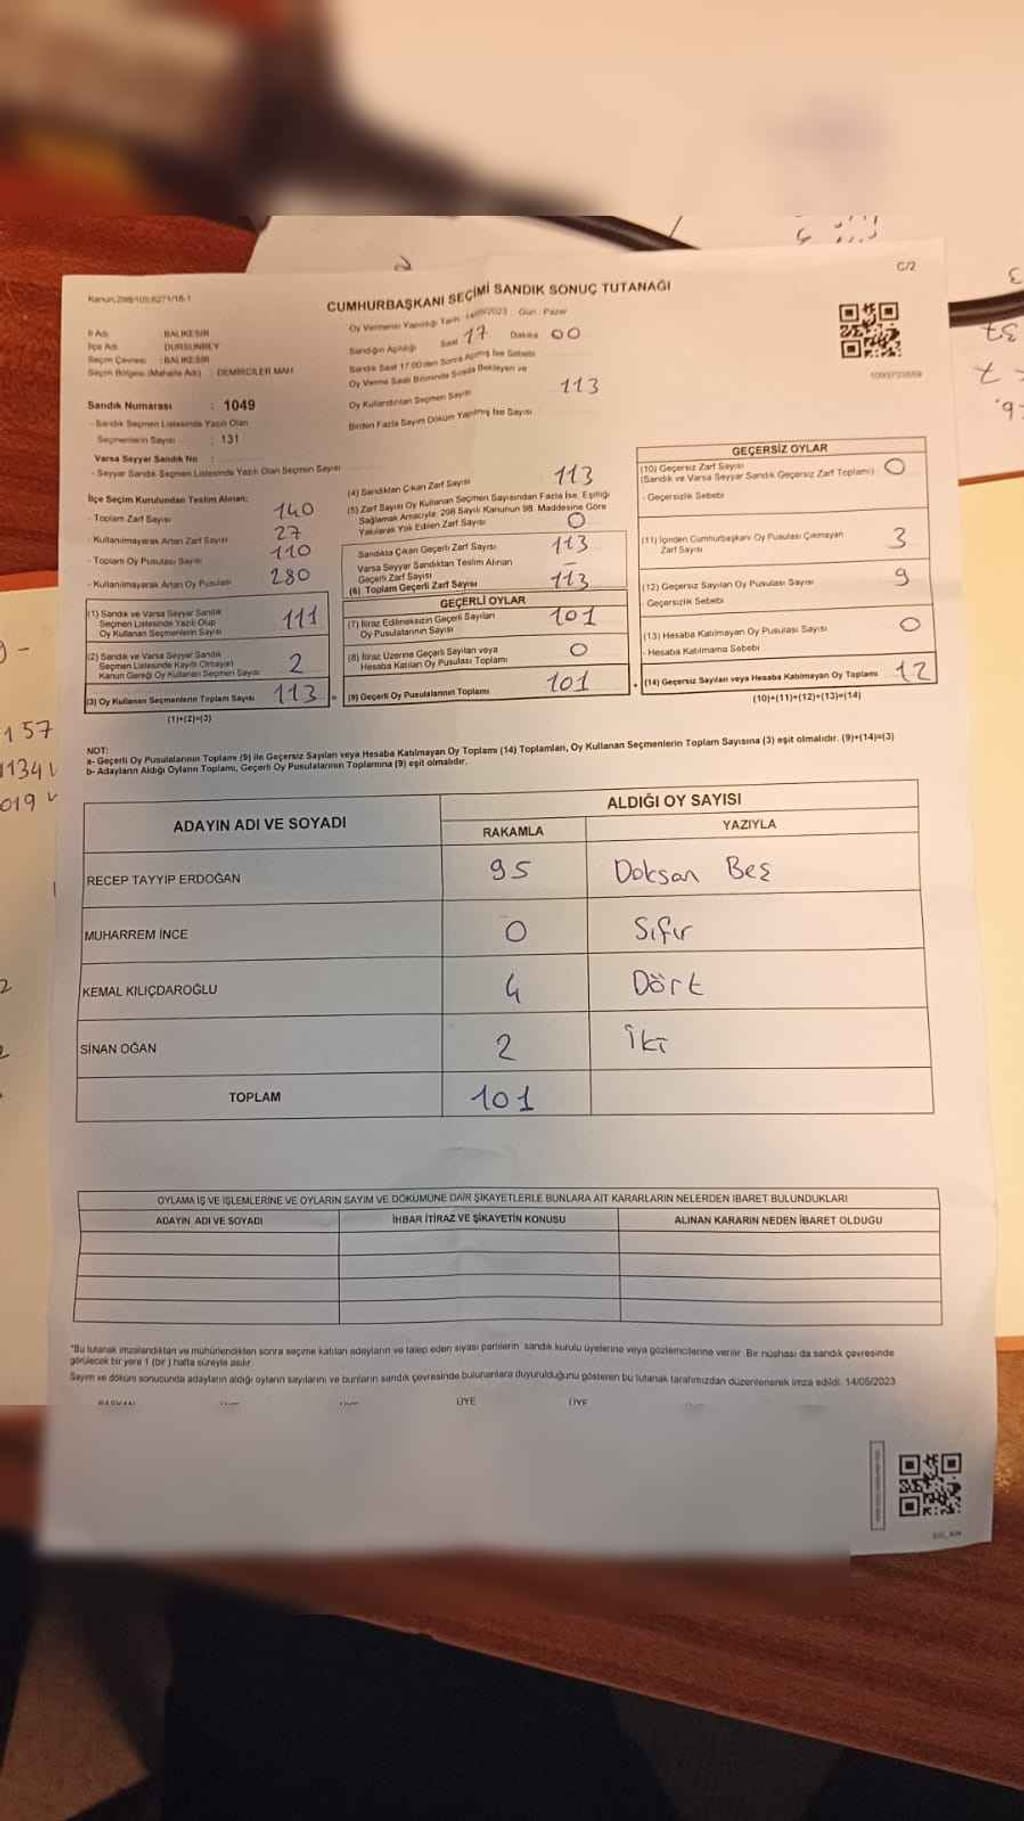 C/2
Kanun:298/105;6271/18-1
CUMHURBAŞKANI SEÇİMİ SANDIK SONUÇ TUTANAĞI
İl Adı : BALIKESİR
İlçe Adı : DURSUNBEY
Seçim Çevresi : BALIKESİR
Seçim Bölgesi (Mahalle Adı) : DEMİRCİLER MAH.
Sandık Numarası : 1049
- Sandık Seçmen Listesinde Yazılı Olan
Seçmenlerin Sayısı : 131
Varsa Seyyar Sandık No :
- Seyyar Sandık Seçmen Listesinde Yazılı Olan Seçmen Sayısı
İlçe Seçim Kurulundan Teslim Alınan:
- Toplam Zarf Sayısı 140
- Kullanılmayarak Artan Zarf Sayısı 27
- Toplam Oy Pusulası Sayısı 110
- Kullanılmayarak Artan Oy Pusulası 280
(1) Sandık ve Varsa Seyyar Sandık
Seçmen Listesinde Yazılı Olup
Oy Kullanan Seçmenlerin Sayısı 111
(2) Sandık ve Varsa Seyyar Sandık
Seçmen Listesinde Kayıtlı Olmayan
Kanun Gereği Oy Kullanan Seçmen Sayısı 2
(3) Oy Kullanan Seçmenlerin Toplam Sayısı 113
(1)+(2)=(3)
Oy Vermenin Yapıldığı Tarih: 14/05/2023 Gün : Pazar
Sandığın Açıldığı Saat 17 Dakika 00
Sandık Saat 17.00'den Sonra Açılmış İse Sebebi
Oy Verme Saati Bitiminde Sırada Bekleyen ve
Oy Kullandırılan Seçmen Sayısı 113
Birden Fazla Sayım Döküm Yapılmış İse Sayısı
(4) Sandıktan Çıkan Zarf Sayısı 113
(5) Zarf Sayısı Oy Kullanan Seçmen Sayısından Fazla İse, Eşitliği
Sağlamak Amacıyla, 298 Sayılı Kanunun 98. Maddesine Göre
Yakılarak Yok Edilen Zarf Sayısı 0
Sandıkta Çıkan Geçerli Zarf Sayısı 113
Varsa Seyyar Sandıktan Teslim Alınan
Geçerli Zarf Sayısı -
(6) Toplam Geçerli Zarf Sayısı 113
GEÇERLİ OYLAR
(7) İtiraz Edilmeksizin Geçerli Sayılan
Oy Pusulalarının Sayısı 101
(8) İtiraz Üzerine Geçerli Sayılan veya
Hesaba Katılan Oy Pusulası Toplamı 0
(9) Geçerli Oy Pusulalarının Toplamı 101
GEÇERSİZ OYLAR
(10) Geçersiz Zarf Sayısı
(Sandık ve Varsa Seyyar Sandık Geçersiz Zarf Toplamı) 0
- Geçersizlik Sebebi
(11) İçinden Cumhurbaşkanı Oy Pusulası Çıkmayan
Zarf Sayısı 3
(12) Geçersiz Sayılan Oy Pusulası Sayısı 9
Geçersizlik Sebebi
(13) Hesaba Katılmayan Oy Pusulası Sayısı 0
- Hesaba Katılmama Sebebi
(14) Geçersiz Sayılan veya Hesaba Katılmayan Oy Toplamı 12
(10)+(11)+(12)+(13)=(14)
NOT:
a- Geçerli Oy Pusulalarının Toplamı (9) ile Geçersiz Sayılan veya Hesaba Katılmayan Oy Toplamı (14) Toplamları, Oy Kullanan Seçmenlerin Toplam Sayısına (3) eşit olmalıdır. (9)+(14)=(3)
b- Adayların Aldığı Oyların Toplamı, Geçerli Oy Pusulalarının Toplamına (9) eşit olmalıdır.
ADAYIN ADI VE SOYADI
ALDIĞI OY SAYISI
RAKAMLA YAZIYLA
RECEP TAYYİP ERDOĞAN 95 Doksan Beş
MUHARREM İNCE 0 Sıfır
KEMAL KILIÇDAROĞLU 4 Dört
SİNAN OĞAN 2 İki
TOPLAM 101
OYLAMA İŞ VE İŞLEMLERİNE VE OYLARIN SAYIM VE DÖKÜMÜNE DAİR ŞİKAYETLERLE BUNLARA AİT KARARLARIN NELERDEN İBARET BULUNDUKLARI
ADAYIN ADI VE SOYADI İHBAR İTİRAZ VE ŞİKAYETİN KONUSU ALINAN KARARIN NEDEN İBARET OLDUĞU
*Bu tutanak imzalandıktan ve mühürlendikten sonra seçime katılan adayların ve talep eden siyasi partilerin sandık kurulu üyelerine veya gözlemcilerine verilir. Bir nüshası da sandık çevresinde
görülecek bir yere 1 (bir) hafta süreyle asılır.
Sayım ve döküm sonucunda adayların aldığı oyların sayılarını ve bunların sandık çevresinde bulunanlara duyurulduğunu gösteren bu tutanak tarafımızdan düzenlenerek imza edildi. 14/05/2023
BAŞKAN ÜYE ÜYE
157
1134
019